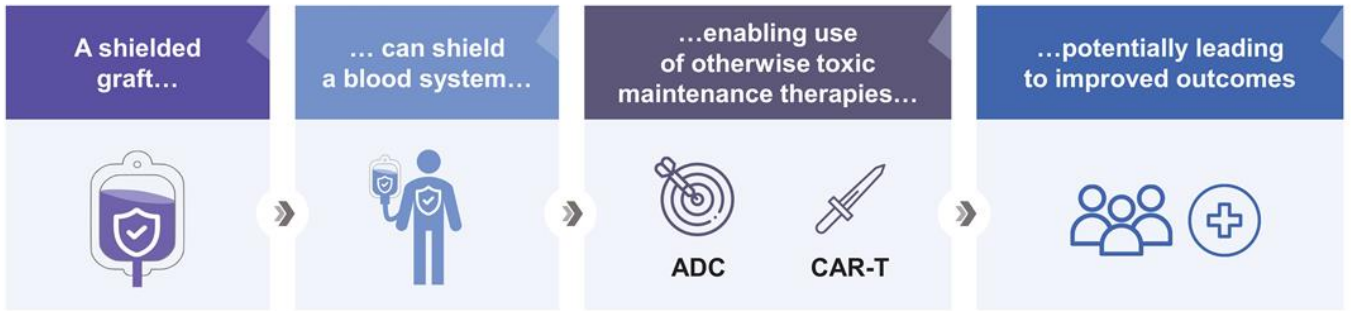 A shielded
graft…
… can shield
a blood system…
…enabling use
of otherwise toxic
maintenance therapies…
ADC
CAR-T
…potentially leading
to improved outcomes